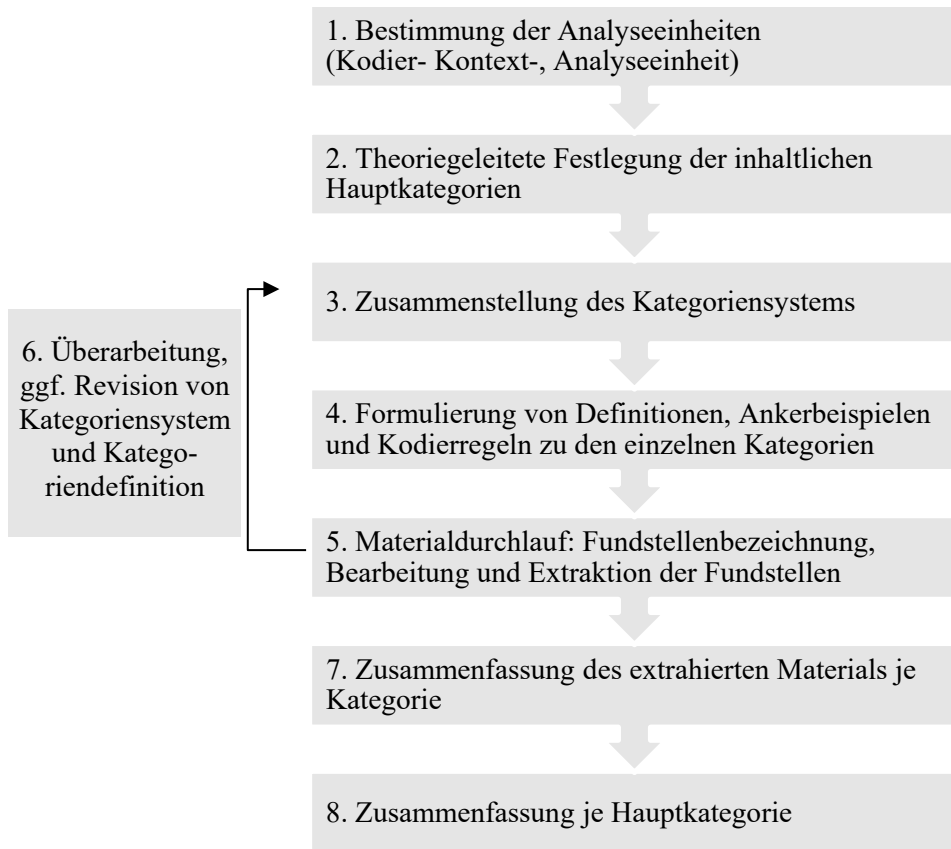 1. Bestimmung der Analyseeinheiten
(Kodier- Kontext-, Analyseeinheit)
2. Theoriegeleitete Festlegung der inhaltlichen
Hauptkategorien
3. Zusammenstellung des Kategoriensystems
4. Formulierung von Definitionen, Ankerbeispielen
und Kodierregeln zu den einzelnen Kategorien
5. Materialdurchlauf: Fundstellenbezeichnung,
Bearbeitung und Extraktion der Fundstellen
6. Überarbeitung,
ggf. Revision von
Kategoriensystem
und Katego-
riendefinition
7. Zusammenfassung des extrahierten Materials je
Kategorie
8. Zusammenfassung je Hauptkategorie